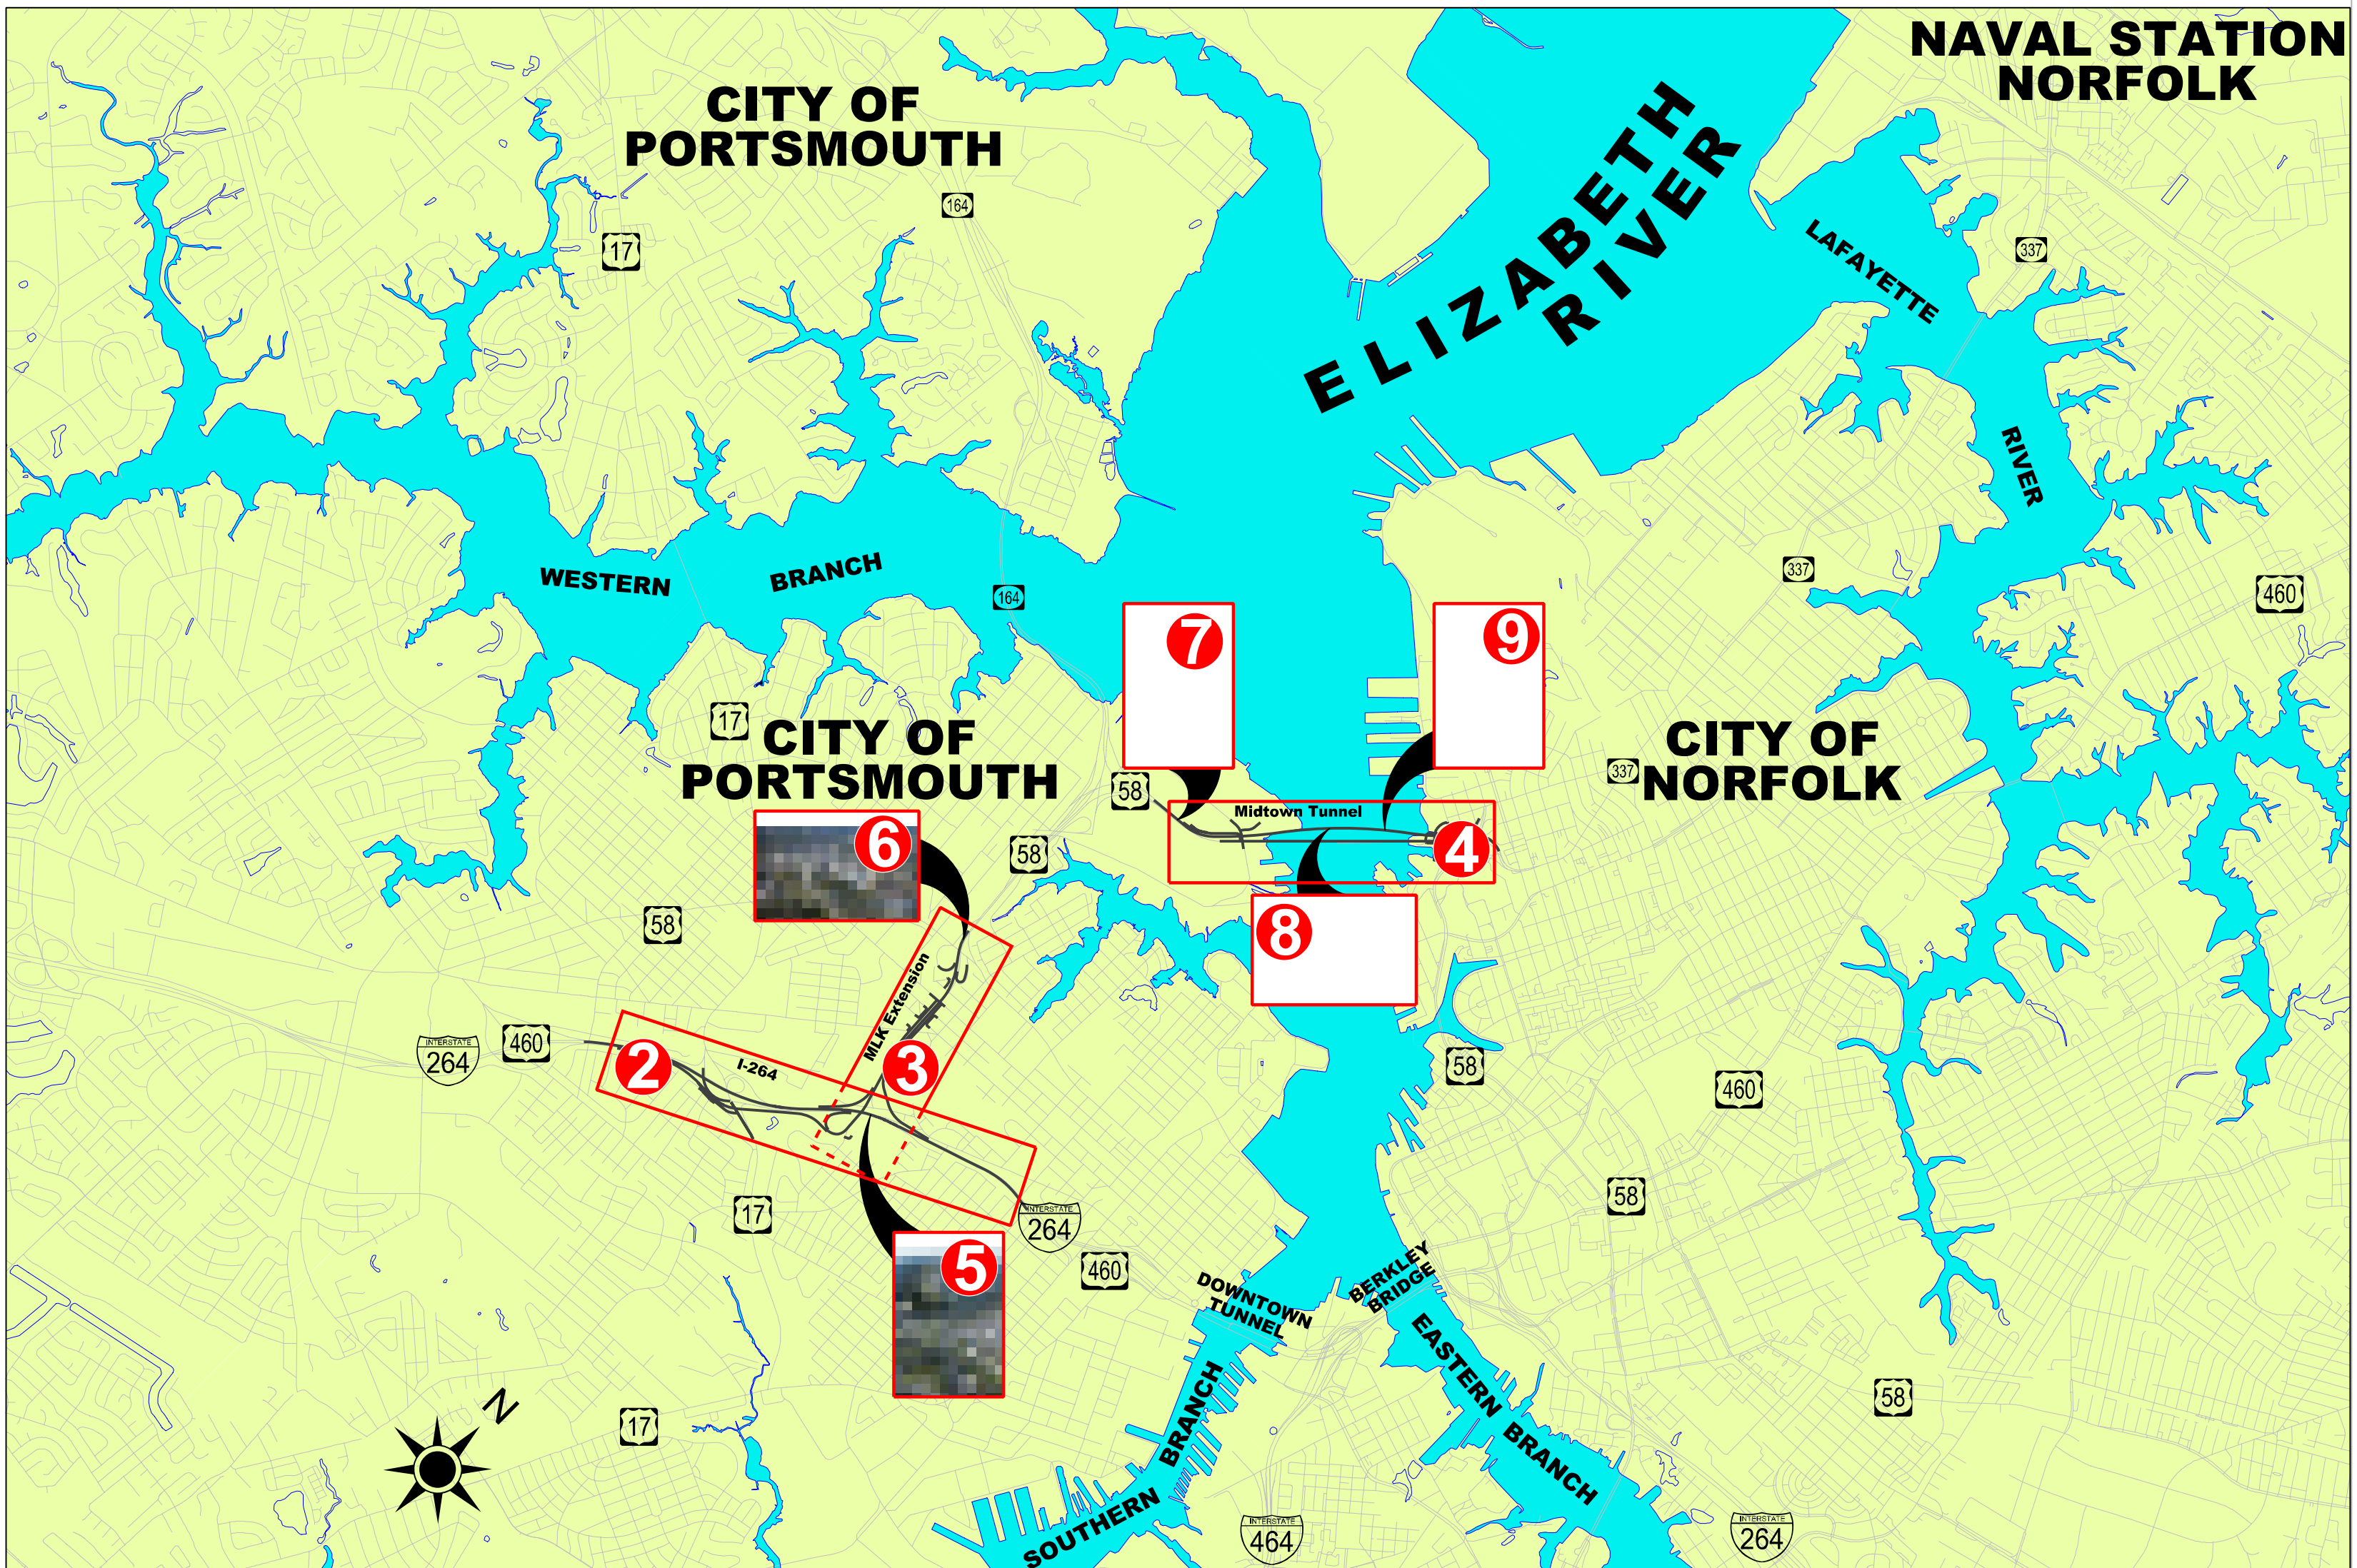 NAVAL STATION
NORFOLK
CITY OF
PORTSMOUTH
164
17
ELIZABETH
RIVER
LAFAYETTE
337
RIVER
WESTERN
BRANCH
164
337
460
7
9
17
CITY OF
PORTSMOUTH
58
337
CITY OF
NORFOLK
Midtown Tunnel
6
58
4
58
8
MLK Extension
INTERSTATE
264
460
2
I-264
3
58
460
17
INTERSTATE
264
58
5
460
DOWNTOWN
TUNNEL
BERKLEY
BRIDGE
EASTERN
BRANCH
58
N
17
BRANCH
SOUTHERN
INTERSTATE
464
INTERSTATE
264